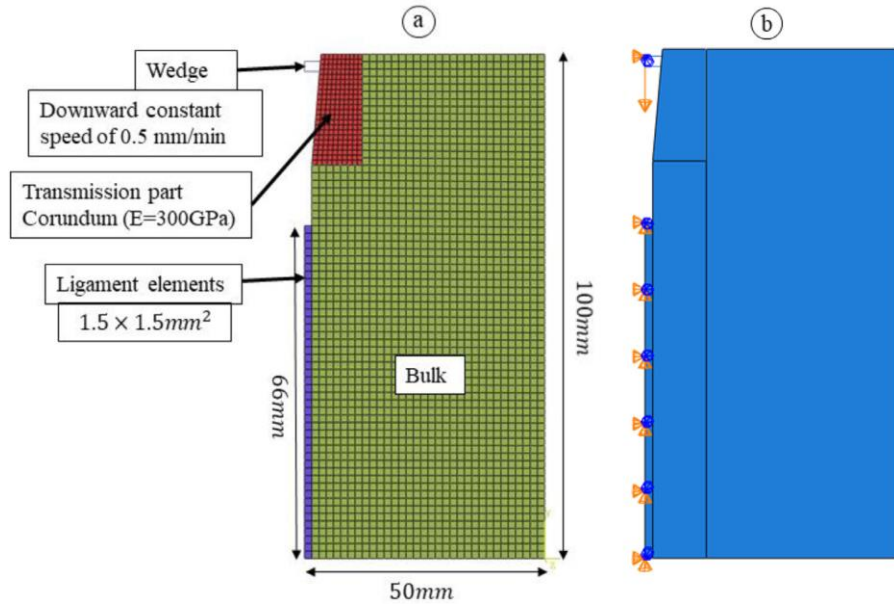 a
b
Wedge
Downward constant
speed of 0.5 mm/min
Transmission part
Corundum (E=300GPa)
Ligament elements
1.5 × 1.5mm²
Bulk
66mm
100mm
50mm
Y
X